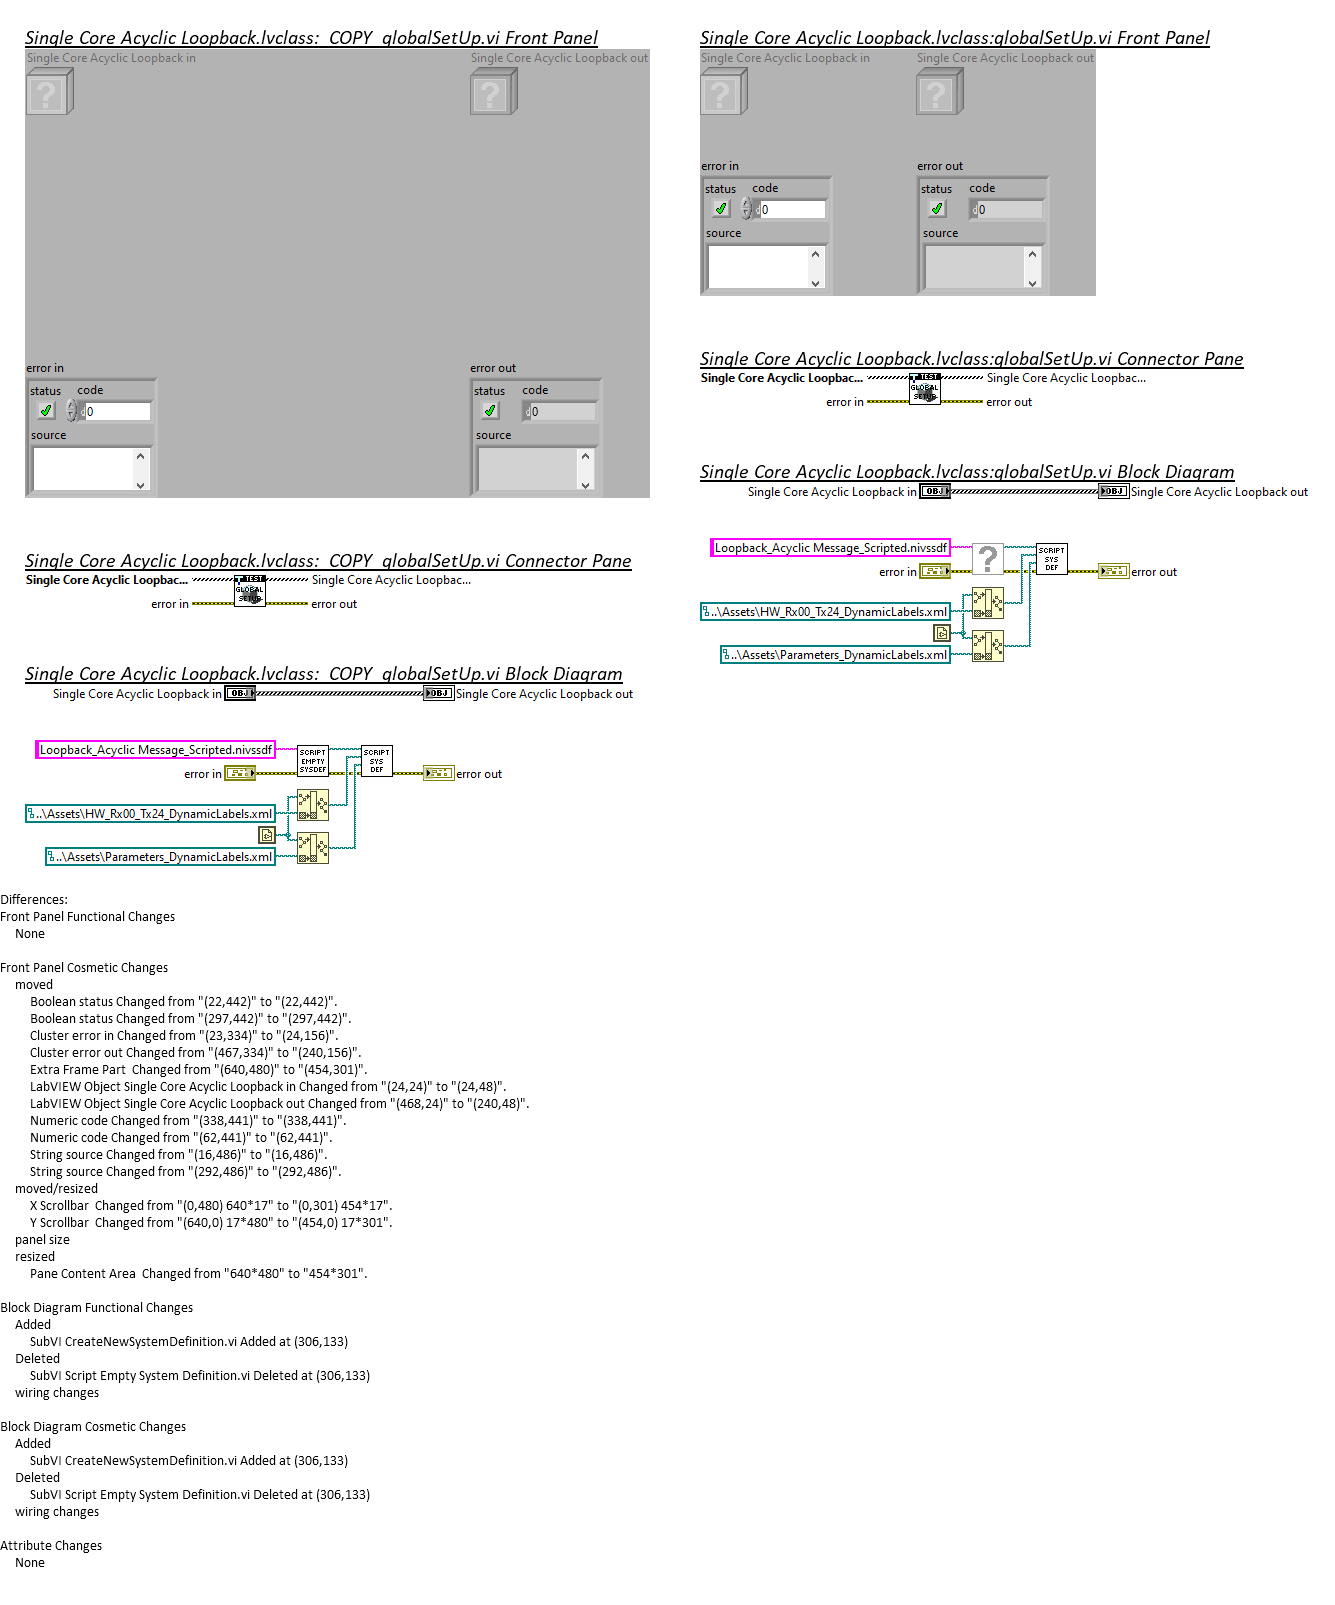 Single Core Acyclic Loopback.lvclass:_COPY_globalSetUp.vi Front Panel
Single Core Acyclic Loopback in
Single Core Acyclic Loopback out
?
?
error in
error out
status code
status code
d0
d0
source
source
Single Core Acyclic Loopback.lvclass:_COPY_globalSetUp.vi Connector Pane
Single Core Acyclic Loopbac...
TEST
GLOBAL
SETUP
Single Core Acyclic Loopbac...
error in
error out
Single Core Acyclic Loopback.lvclass:_COPY_globalSetUp.vi Block Diagram
Single Core Acyclic Loopback in
OBJ
OBJ
Single Core Acyclic Loopback out
Loopback_Acyclic Message_Scripted.nivssdf
SCRIPT
EMPTY
SYSDEF
SCRIPT
SYS
DEF
error in
error out
..\Assets\HW_Rx00_Tx24_DynamicLabels.xml
..\Assets\Parameters_DynamicLabels.xml
Single Core Acyclic Loopback.lvclass:globalSetUp.vi Front Panel
Single Core Acyclic Loopback in
Single Core Acyclic Loopback out
?
?
error in
error out
status code
status code
d0
d0
source
source
Single Core Acyclic Loopback.lvclass:globalSetUp.vi Connector Pane
Single Core Acyclic Loopbac...
TEST
GLOBAL
SETUP
Single Core Acyclic Loopbac...
error in
error out
Single Core Acyclic Loopback.lvclass:globalSetUp.vi Block Diagram
Single Core Acyclic Loopback in
OBJ
OBJ
Single Core Acyclic Loopback out
Loopback_Acyclic Message_Scripted.nivssdf
?
SCRIPT
SYS
DEF
error in
error out
..\Assets\HW_Rx00_Tx24_DynamicLabels.xml
..\Assets\Parameters_DynamicLabels.xml
Differences:
Front Panel Functional Changes
None
Front Panel Cosmetic Changes
moved
Boolean status Changed from "(22,442)" to "(22,442)".
Boolean status Changed from "(297,442)" to "(297,442)".
Cluster error in Changed from "(23,334)" to "(24,156)".
Cluster error out Changed from "(467,334)" to "(240,156)".
Extra Frame Part  Changed from "(640,480)" to "(454,301)".
LabVIEW Object Single Core Acyclic Loopback in Changed from "(24,24)" to "(24,48)".
LabVIEW Object Single Core Acyclic Loopback out Changed from "(468,24)" to "(240,48)".
Numeric code Changed from "(338,441)" to "(338,441)".
Numeric code Changed from "(62,441)" to "(62,441)".
String source Changed from "(16,486)" to "(16,486)".
String source Changed from "(292,486)" to "(292,486)".
moved/resized
X Scrollbar  Changed from "(0,480) 640*17" to "(0,301) 454*17".
Y Scrollbar  Changed from "(640,0) 17*480" to "(454,0) 17*301".
panel size
resized
Pane Content Area  Changed from "640*480" to "454*301".
Block Diagram Functional Changes
Added
SubVI CreateNewSystemDefinition.vi Added at (306,133)
Deleted
SubVI Script Empty System Definition.vi Deleted at (306,133)
wiring changes
Block Diagram Cosmetic Changes
Added
SubVI CreateNewSystemDefinition.vi Added at (306,133)
Deleted
SubVI Script Empty System Definition.vi Deleted at (306,133)
wiring changes
Attribute Changes
None